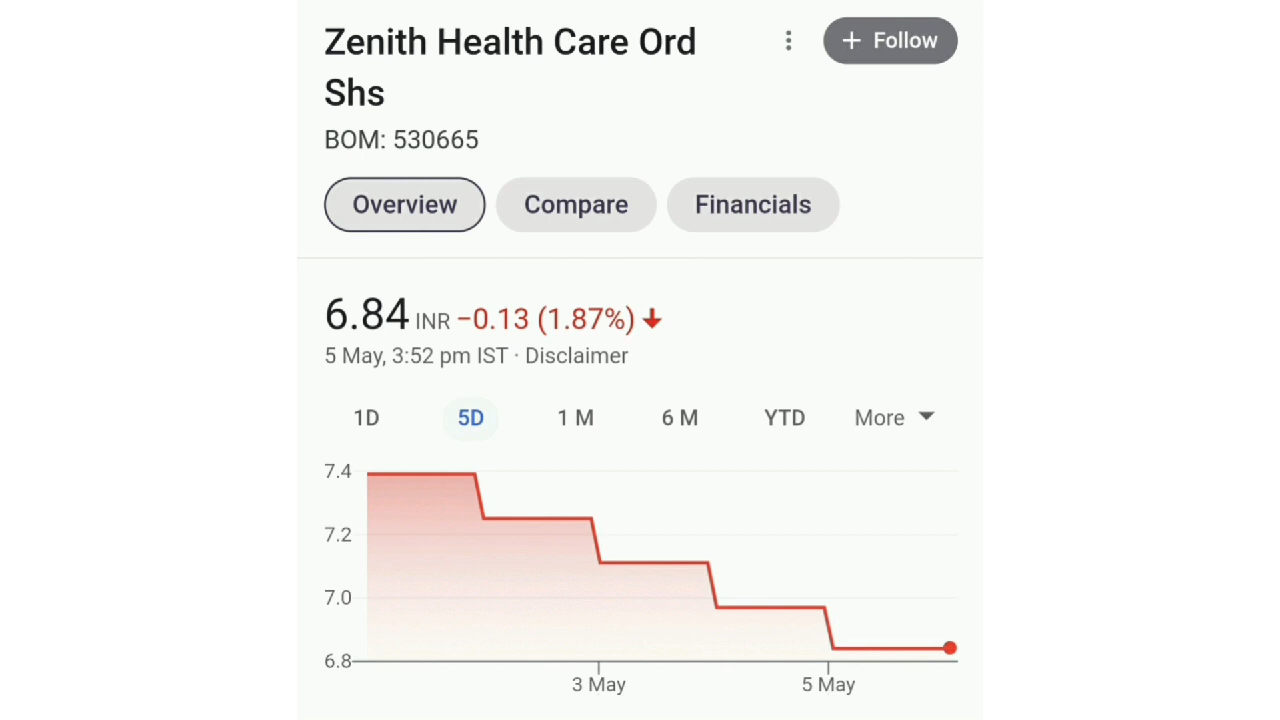 Zenith Health Care Ord
Shs
+ Follow
BOM: 530665
Overview Compare Financials
6.84 INR −0.13 (1.87%)
5 May, 3:52 pm IST · Disclaimer
1D 5D 1 M 6 M YTD More
7.4
7.2
7.0
6.8
3 May 5 May